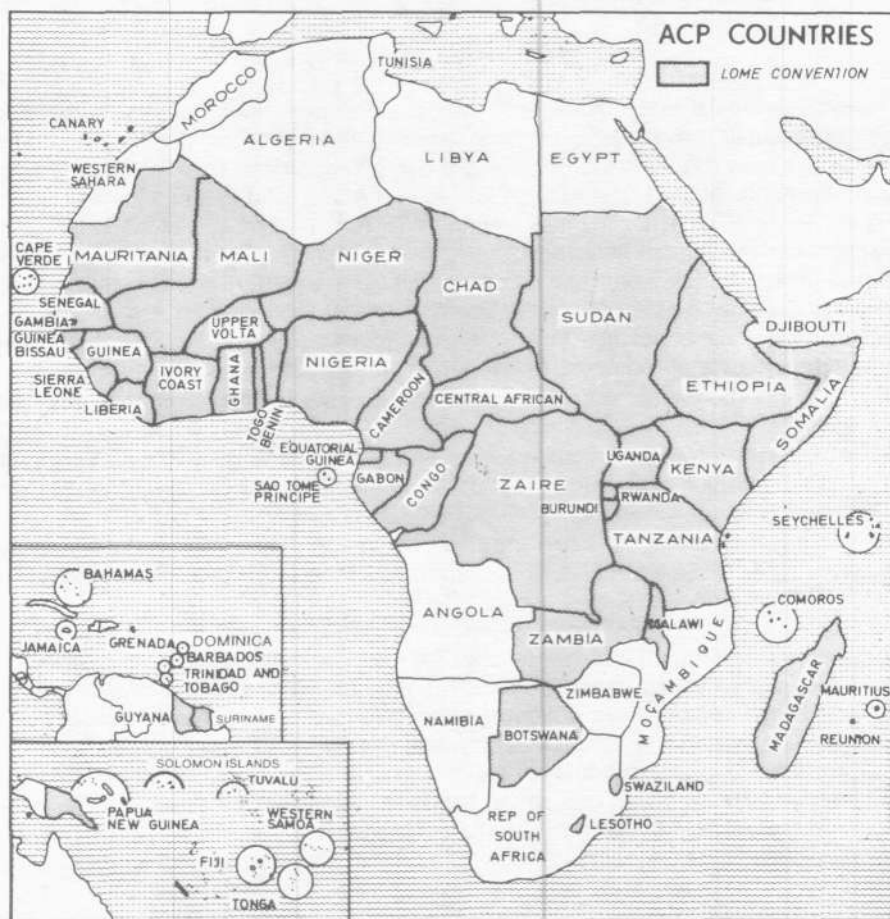 ACP COUNTRIES
LOME CONVENTION
TUNISIA
MOROCCO
CANARY
ALGERIA
LIBYA
EGYPT
WESTERN
SAHARA
CAPE
VERDE
MAURITANIA
MALI
NIGER
CHAD
SUDAN
SENEGAL
GAMBIA
GUINEA
BISSAU
GUINEA
UPPER
VOLTA
NIGERIA
DJIBOUTI
SIERRA
LEONE
IVORY
COAST
GHANA
LIBERIA
TOGO
BENIN
CAMEROON
CENTRAL AFRICAN
ETHIOPIA
SOMALIA
EQUATORIAL
GUINEA
SAO TOME
PRINCIPE
GABON
CONGO
ZAIRE
UGANDA
KENYA
RWANDA
BURUNDI
TANZANIA
SEYCHELLES
COMOROS
ANGOLA
ZAMBIA
MALAWI
MOÇAMBIQUE
MADAGASCAR
MAURITIUS
REUNION
NAMIBIA
ZIMBABWE
BOTSWANA
SWAZILAND
REP OF
SOUTH
AFRICA
LESOTHO
BAHAMAS
JAMAICA
GRENADA
DOMINICA
BARBADOS
TRINIDAD AND
TOBAGO
GUYANA
SURINAME
SOLOMON ISLANDS
TUVALU
PAPUA
NEW GUINEA
WESTERN
SAMOA
FIJI
TONGA